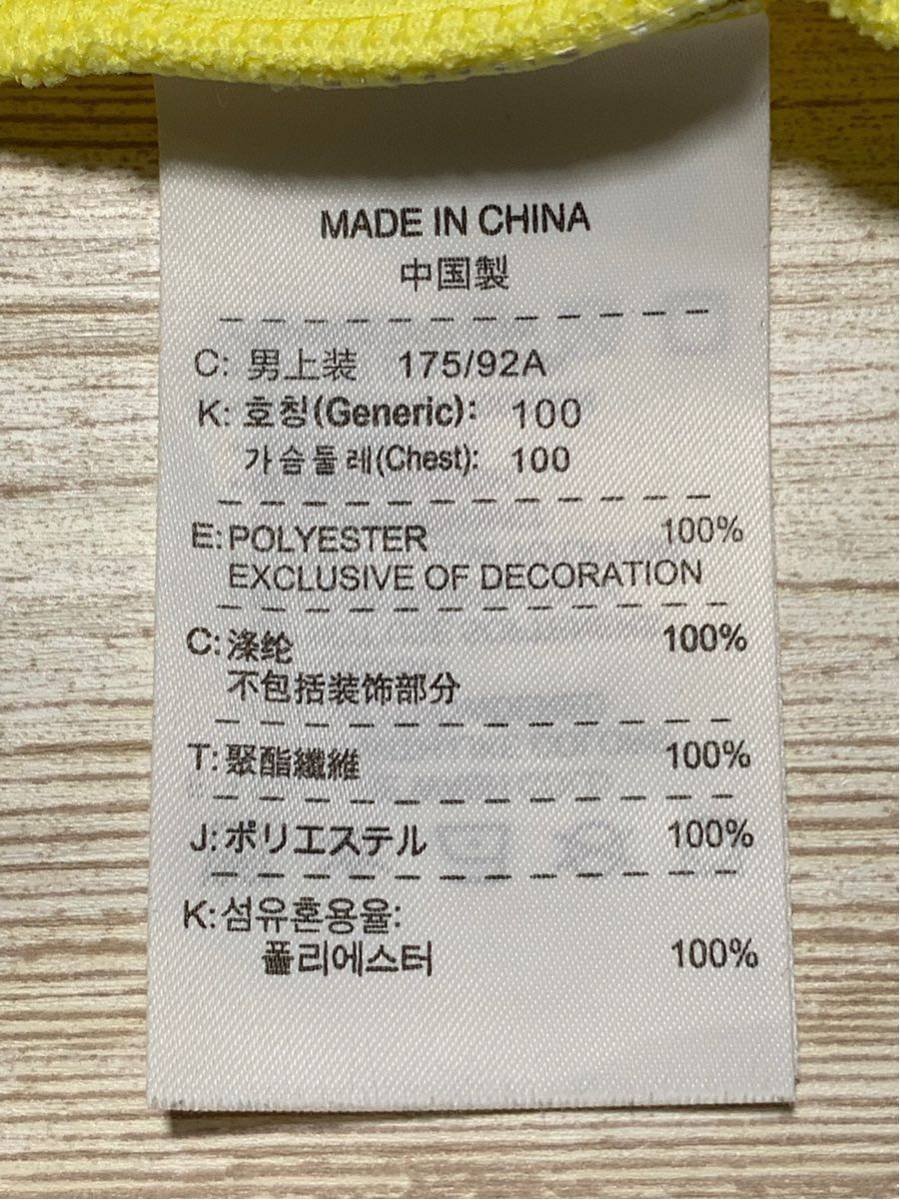 MADE IN CHINA
中国製
C: 男上装 175/92A
K: 호칭(Generic): 100
가슴둘레(Chest): 100
E: POLYESTER 100%
EXCLUSIVE OF DECORATION
C: 涤纶 100%
不包括装饰部分
T: 聚酯纖維 100%
J: ポリエステル 100%
K: 섬유혼용율:
폴리에스터 100%